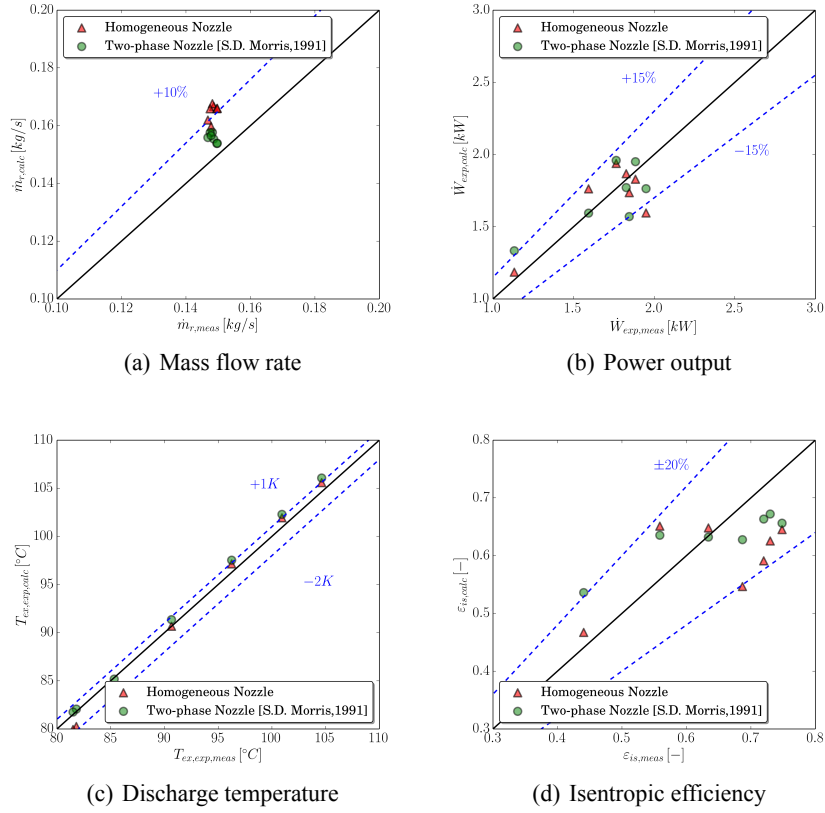 0.20
0.18
0.16
0.14
0.12
0.10
ṁr,calc [kg/s]
Homogeneous Nozzle
Two-phase Nozzle [S.D. Morris,1991]
+10%
0.10 0.12 0.14 0.16 0.18 0.20
ṁr,meas [kg/s]
(a) Mass flow rate
3.0
2.5
2.0
1.5
1.0
Ẇexp,calc [kW]
Homogeneous Nozzle
Two-phase Nozzle [S.D. Morris,1991]
+15%
−15%
1.0 1.5 2.0 2.5 3.0
Ẇexp,meas [kW]
(b) Power output
110
105
100
95
90
85
80
Tex,exp,calc [°C]
+1K
−2K
Homogeneous Nozzle
Two-phase Nozzle [S.D. Morris,1991]
80 85 90 95 100 105 110
Tex,exp,meas [°C]
(c) Discharge temperature
0.8
0.7
0.6
0.5
0.4
0.3
εis,calc [−]
±20%
Homogeneous Nozzle
Two-phase Nozzle [S.D. Morris,1991]
0.3 0.4 0.5 0.6 0.7 0.8
εis,meas [−]
(d) Isentropic efficiency